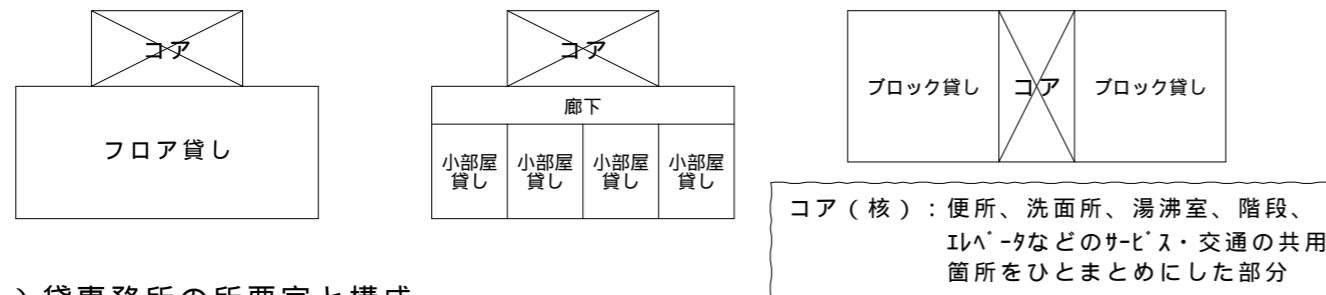 コア
フロア貸し
コア
廊下
小部屋
貸し
小部屋
貸し
小部屋
貸し
小部屋
貸し
ブロック貸し
コア
ブロック貸し
コア(核):便所、洗面所、湯沸室、階段、
エレベータなどのサービス・交通の共用
箇所をひとまとめにした部分